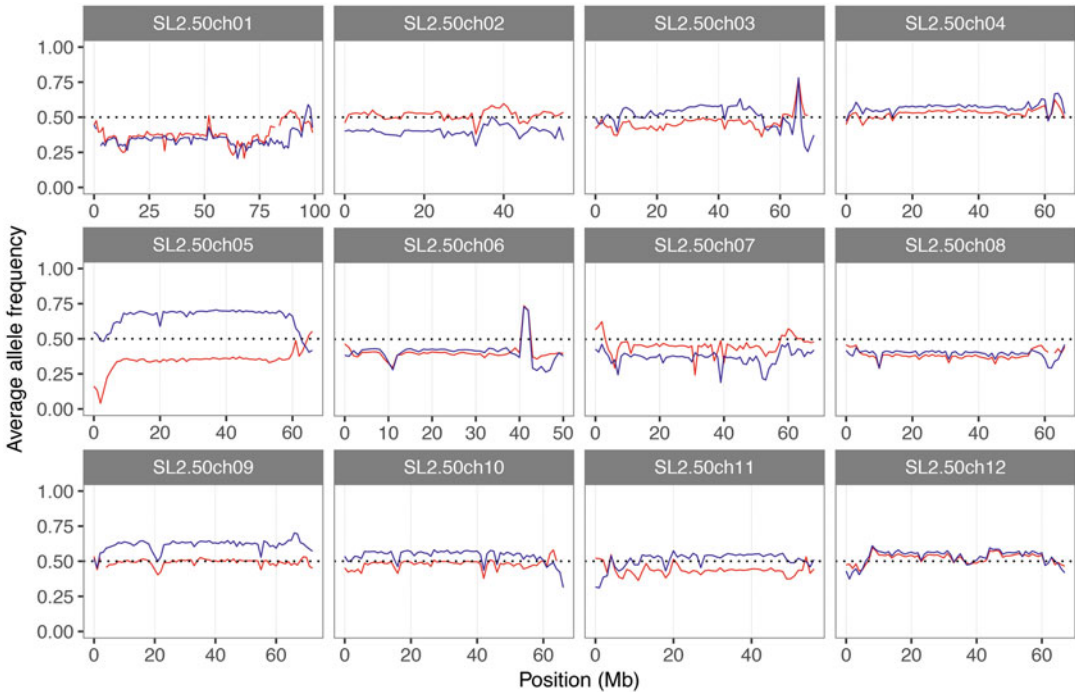 SL2.50ch01 SL2.50ch02 SL2.50ch03 SL2.50ch04
1.00
0.75
0.50
0.25
0.00
0 25 50 75 100 0 20 40 0 20 40 60 0 20 40 60
SL2.50ch05 SL2.50ch06 SL2.50ch07 SL2.50ch08
1.00
0.75
0.50
0.25
0.00
0 20 40 60 0 10 20 30 40 50 0 20 40 60 0 20 40 60
SL2.50ch09 SL2.50ch10 SL2.50ch11 SL2.50ch12
1.00
0.75
0.50
0.25
0.00
0 20 40 60 0 20 40 60 0 20 40 0 20 40 60
Average allele frequency
Position (Mb)